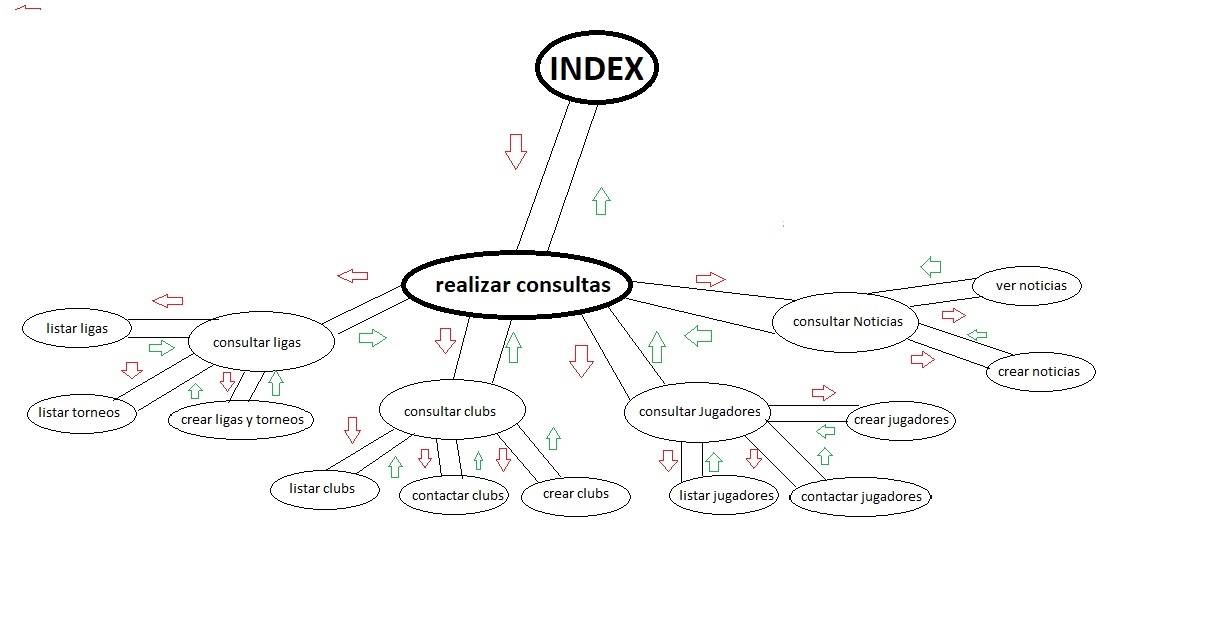 INDEX
realizar consultas
ver noticias
consultar Noticias
listar ligas
consultar ligas
crear noticias
listar torneos
crear ligas y torneos
consultar clubs
consultar Jugadores
crear jugadores
listar clubs
contactar clubs
crear clubs
listar jugadores
contactar jugadores